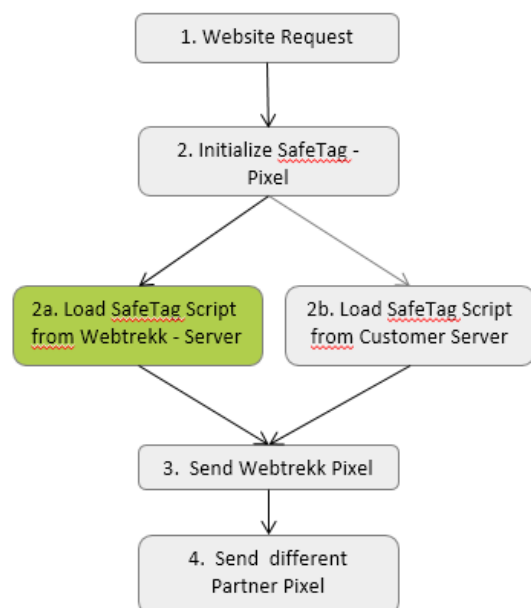 1. Website Request
2. Initialize SafeTag -
Pixel
2a. Load SafeTag Script
from Webtrekk - Server
2b. Load SafeTag Script
from Customer Server
3. Send Webtrekk Pixel
4. Send different
Partner Pixel